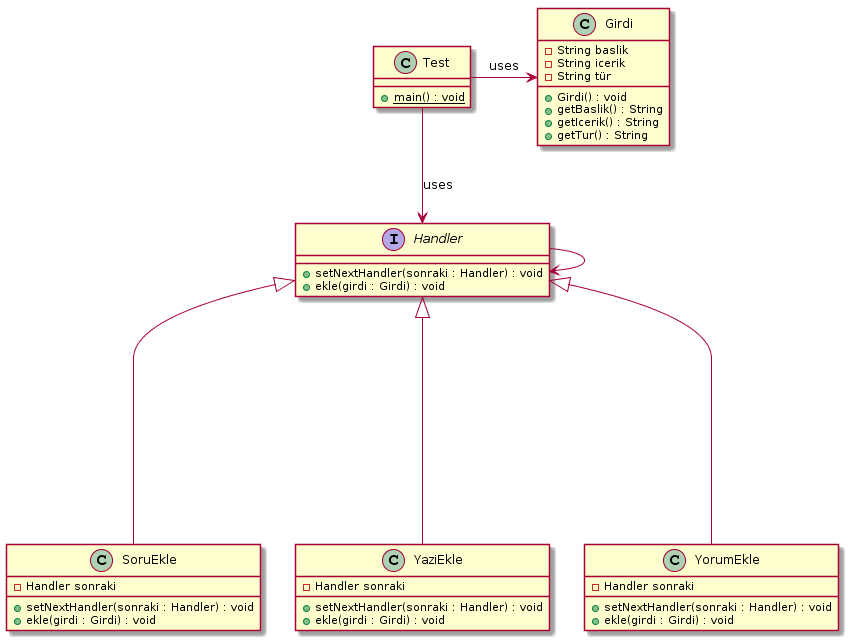 C Girdi
String baslik
String icerik
String tür
Girdi() : void
getBaslik() : String
getIcerik() : String
getTur() : String
C Test
main() : void
uses
uses
I Handler
setNextHandler(sonraki : Handler) : void
ekle(girdi : Girdi) : void
C SoruEkle
Handler sonraki
setNextHandler(sonraki : Handler) : void
ekle(girdi : Girdi) : void
C YaziEkle
Handler sonraki
setNextHandler(sonraki : Handler) : void
ekle(girdi : Girdi) : void
C YorumEkle
Handler sonraki
setNextHandler(sonraki : Handler) : void
ekle(girdi : Girdi) : void